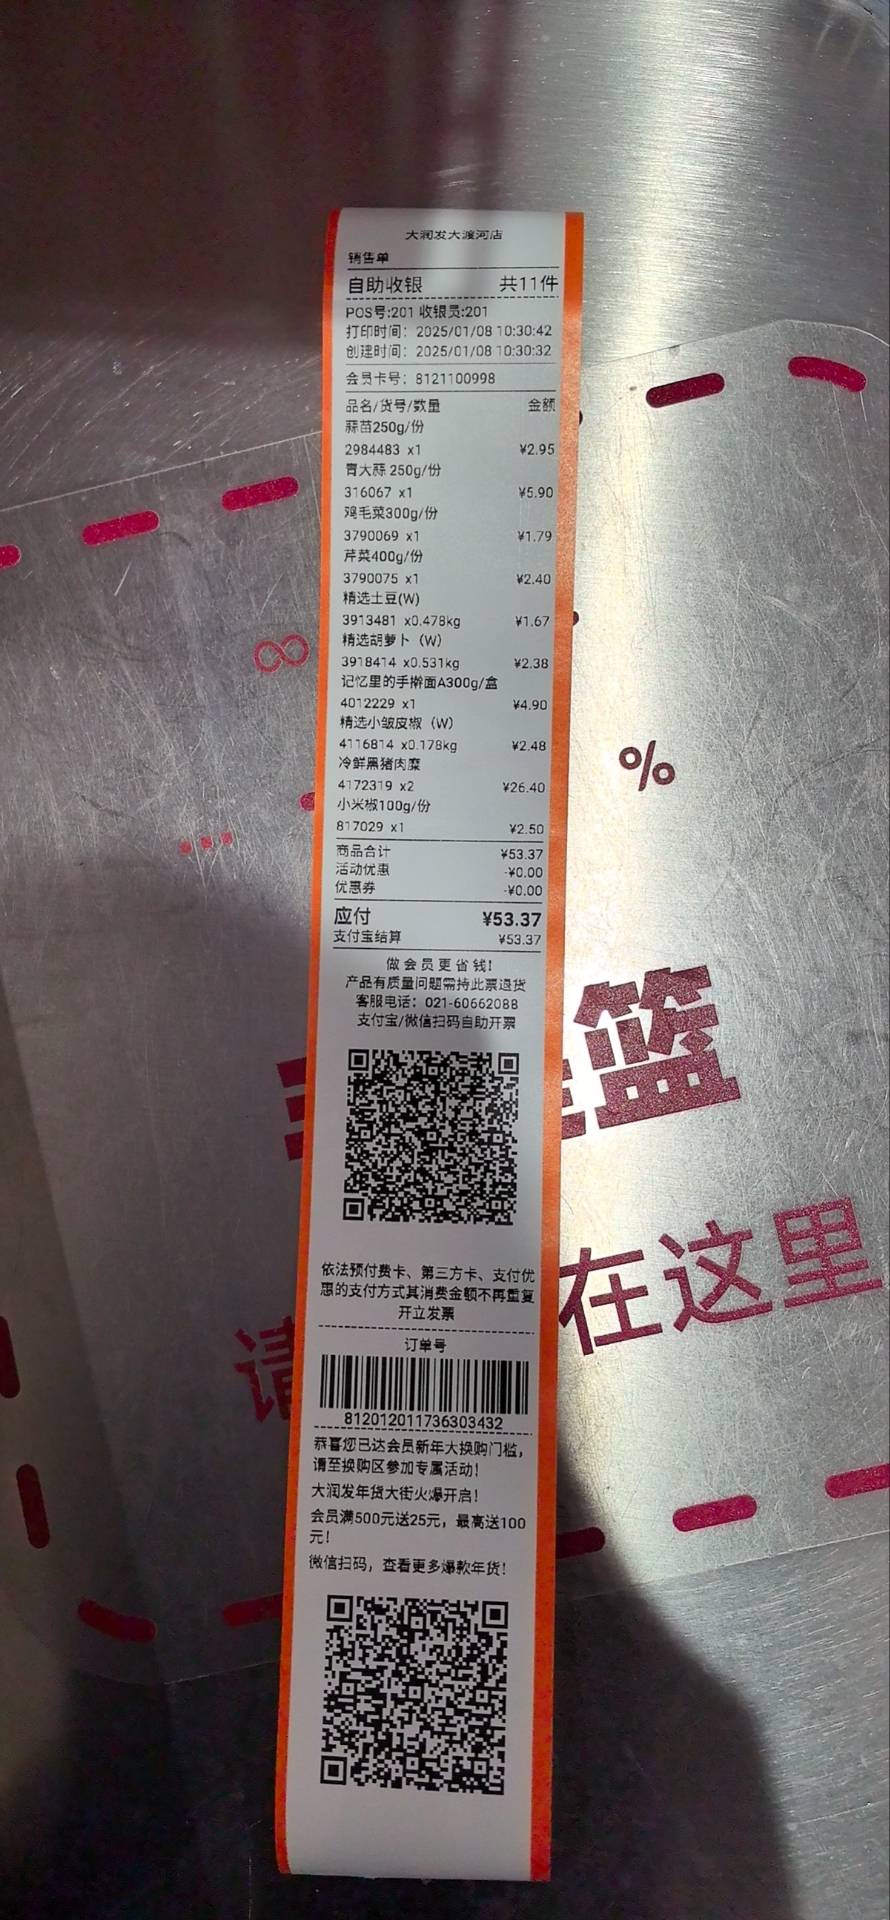 大润发大渡河店
销售单
自助收银 共11件
POS号:201 收银员:201
打印时间: 2025/01/08 10:30:42
创建时间: 2025/01/08 10:30:32
会员卡号: 8121100998
品名/货号/数量 金额
蒜苗250g/份
2984483 x1 ¥2.95
青大蒜 250g/份
316067 x1 ¥5.90
鸡毛菜300g/份
3790069 x1 ¥1.79
芹菜400g/份
3790075 x1 ¥2.40
精选土豆(W)
3913481 x0.478kg ¥1.67
精选胡萝卜（W）
3918414 x0.531kg ¥2.38
记忆里的手擀面A300g/盒
4012229 x1 ¥4.90
精选小皱皮椒（W）
4116814 x0.178kg ¥2.48
冷鲜黑猪肉糜
4172319 x2 ¥26.40
小米椒100g/份
817029 x1 ¥2.50
商品合计 ¥53.37
活动优惠 -¥0.00
优惠券 -¥0.00
应付 ¥53.37
支付宝结算 ¥53.37
做会员更省钱!
产品有质量问题需持此票退货
客服电话: 021-60662088
支付宝/微信扫码自助开票
依法预付费卡、第三方卡、支付优
惠的支付方式其消费金额不再重复
开立发票
订单号
812012011736303432
恭喜您已达会员新年大换购门槛,
请至换购区参加专属活动!
大润发年货大街火爆开启!
会员满500元送25元, 最高送100
元!
微信扫码, 查看更多爆款年货!
%
篮
请 在这里